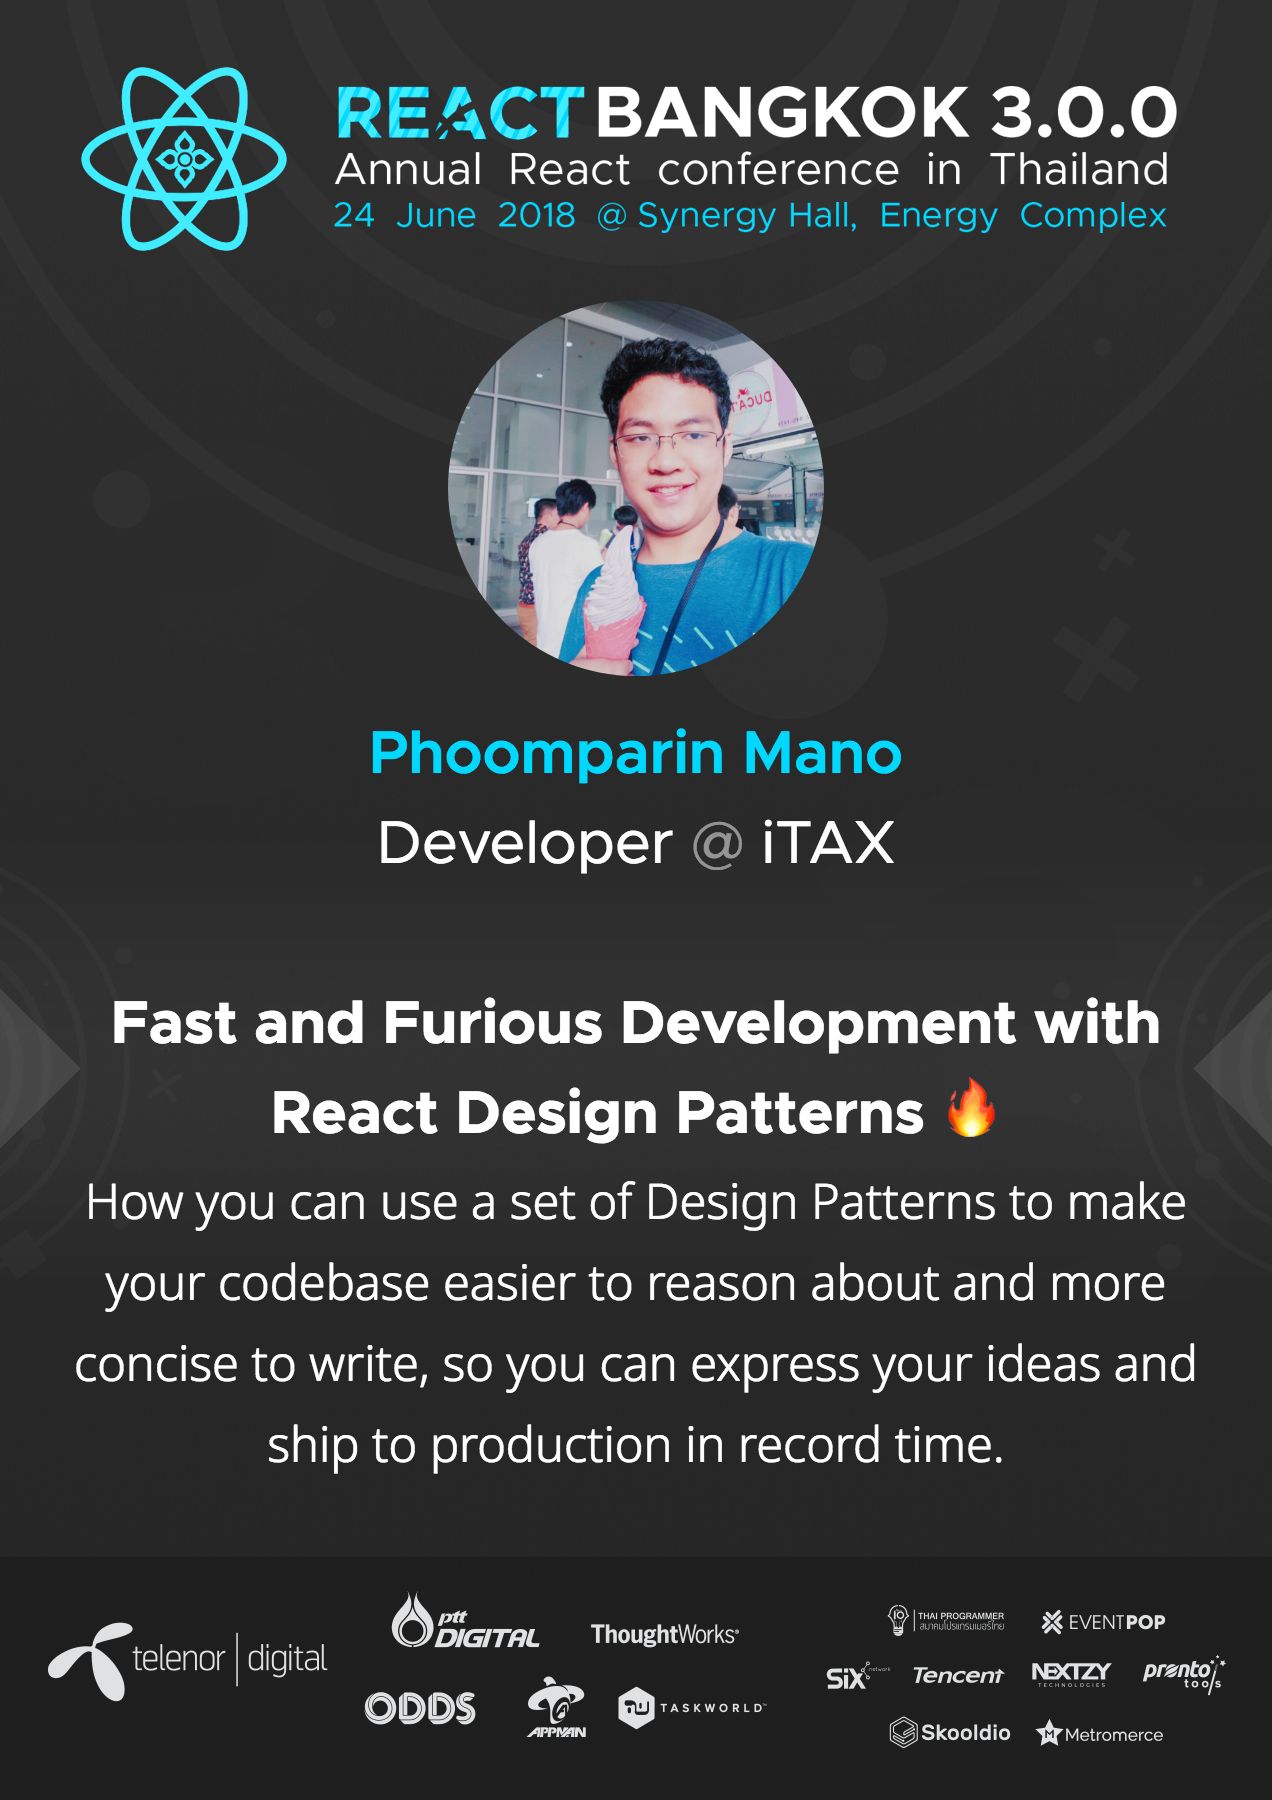 REACT BANGKOK 3.0.0
Annual React conference in Thailand
24 June 2018 @ Synergy Hall, Energy Complex
Phoomparin Mano
Developer @ iTAX
Fast and Furious Development with
React Design Patterns 🔥
How you can use a set of Design Patterns to make
your codebase easier to reason about and more
concise to write, so you can express your ideas and
ship to production in record time.
telenor | digital
ptt
DIGITAL
ThoughtWorks®
ODDS
APPMAN
TASKWORLD™
THAI PROGRAMMER
สมาคมโปรแกรมเมอร์ไทย
EVENTPOP
SIX network
Tencent
NEXTZY
TECHNOLOGIES
pronto
tools
Skooldio
M Metromerce